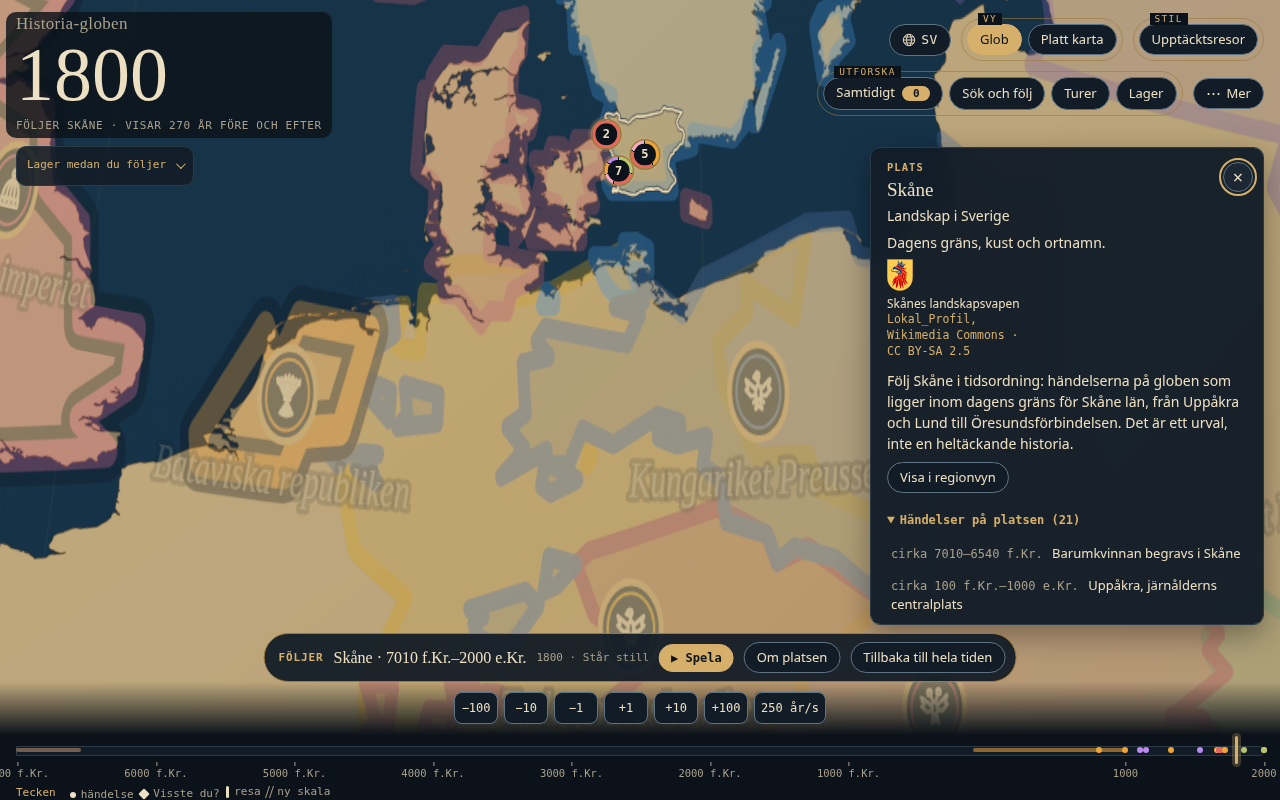 Historia-globen
1800
FÖLJER SKÅNE · VISAR 270 ÅR FÖRE OCH EFTER
Lager medan du följer
SV
VY
Glob
Platt karta
STIL
Upptäcktsresor
UTFORSKA
Samtidigt 0
Sök och följ
Turer
Lager
··· Mer
2
5
7
imperiet
Bataviska republiken
Kungariket Preusse
PLATS
Skåne
Landskap i Sverige
Dagens gräns, kust och ortnamn.
Skånes landskapsvapen
Lokal_Profil,
Wikimedia Commons ·
CC BY-SA 2.5
Följ Skåne i tidsordning: händelserna på globen som
ligger inom dagens gräns för Skåne län, från Uppåkra
och Lund till Öresundsförbindelsen. Det är ett urval,
inte en heltäckande historia.
Visa i regionvyn
▼ Händelser på platsen (21)
cirka 7010–6540 f.Kr. Barumkvinnan begravs i Skåne
cirka 100 f.Kr.–1000 e.Kr. Uppåkra, järnålderns
centralplats
FÖLJER Skåne · 7010 f.Kr.–2000 e.Kr. 1800 · Står still ▶ Spela Om platsen Tillbaka till hela tiden
−100 −10 −1 +1 +10 +100 250 år/s
00 f.Kr. 6000 f.Kr. 5000 f.Kr. 4000 f.Kr. 3000 f.Kr. 2000 f.Kr. 1000 f.Kr. 1000 2000
Tecken händelse Visste du? resa // ny skala